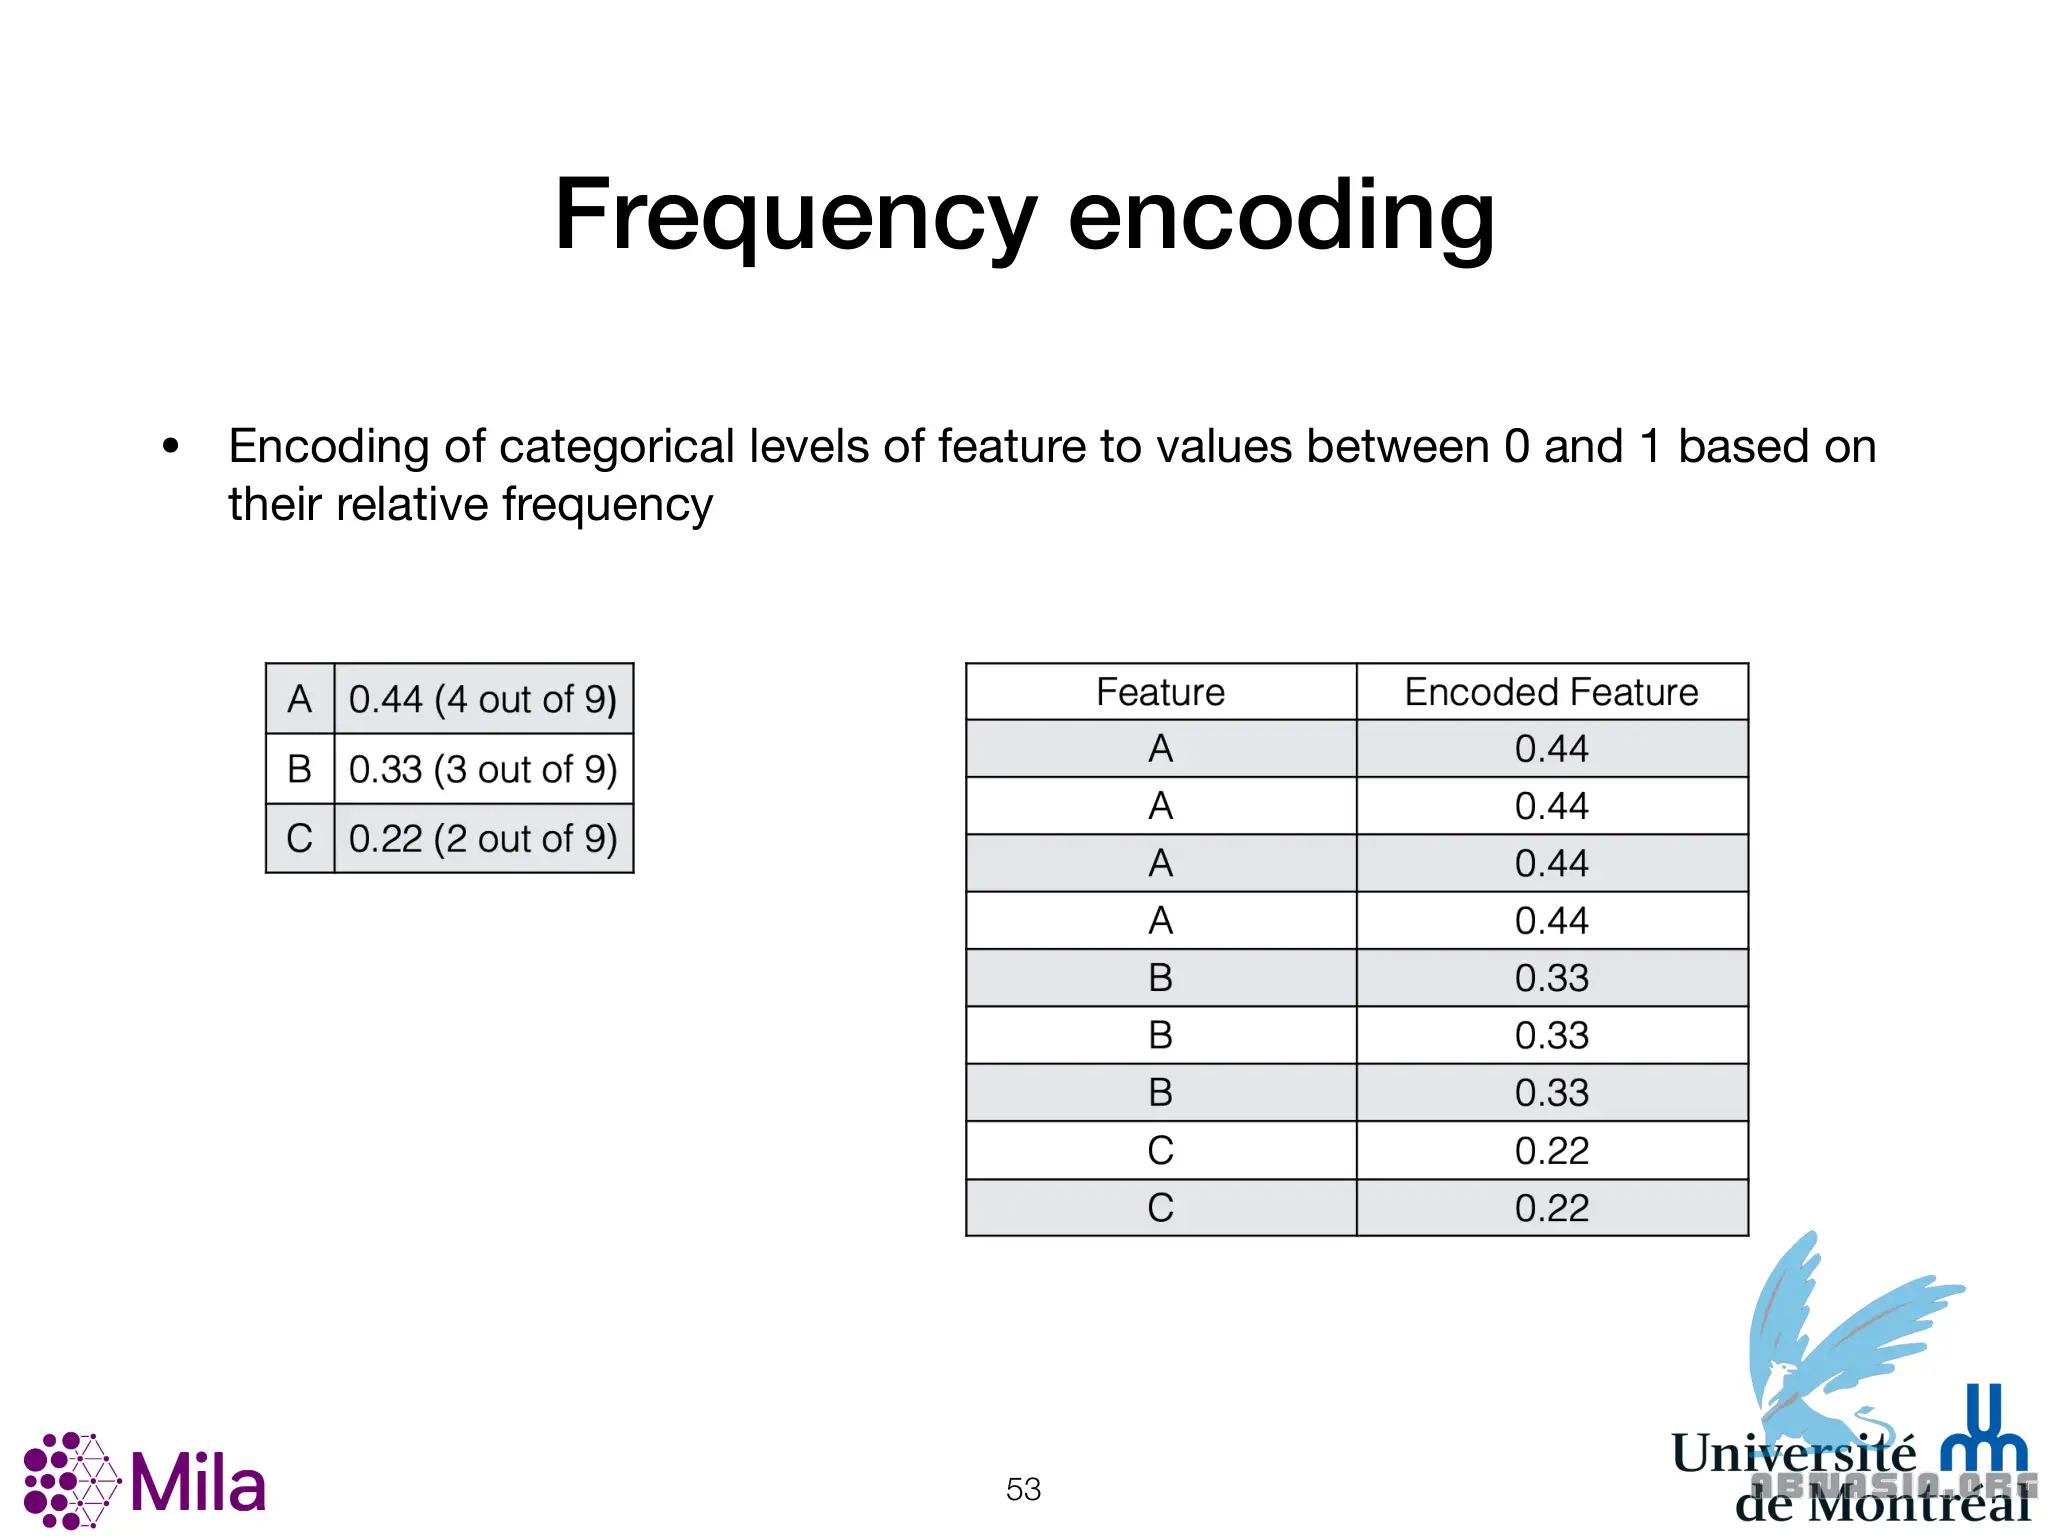 Frequency encoding
• Encoding of categorical levels of feature to values between 0 and 1 based on
their relative frequency
A 0.44 (4 out of 9)
B 0.33 (3 out of 9)
C 0.22 (2 out of 9)
Feature Encoded Feature
A 0.44
A 0.44
A 0.44
A 0.44
B 0.33
B 0.33
B 0.33
C 0.22
C 0.22
Mila
53
Université
de Montréal
ABNASIA.ORG